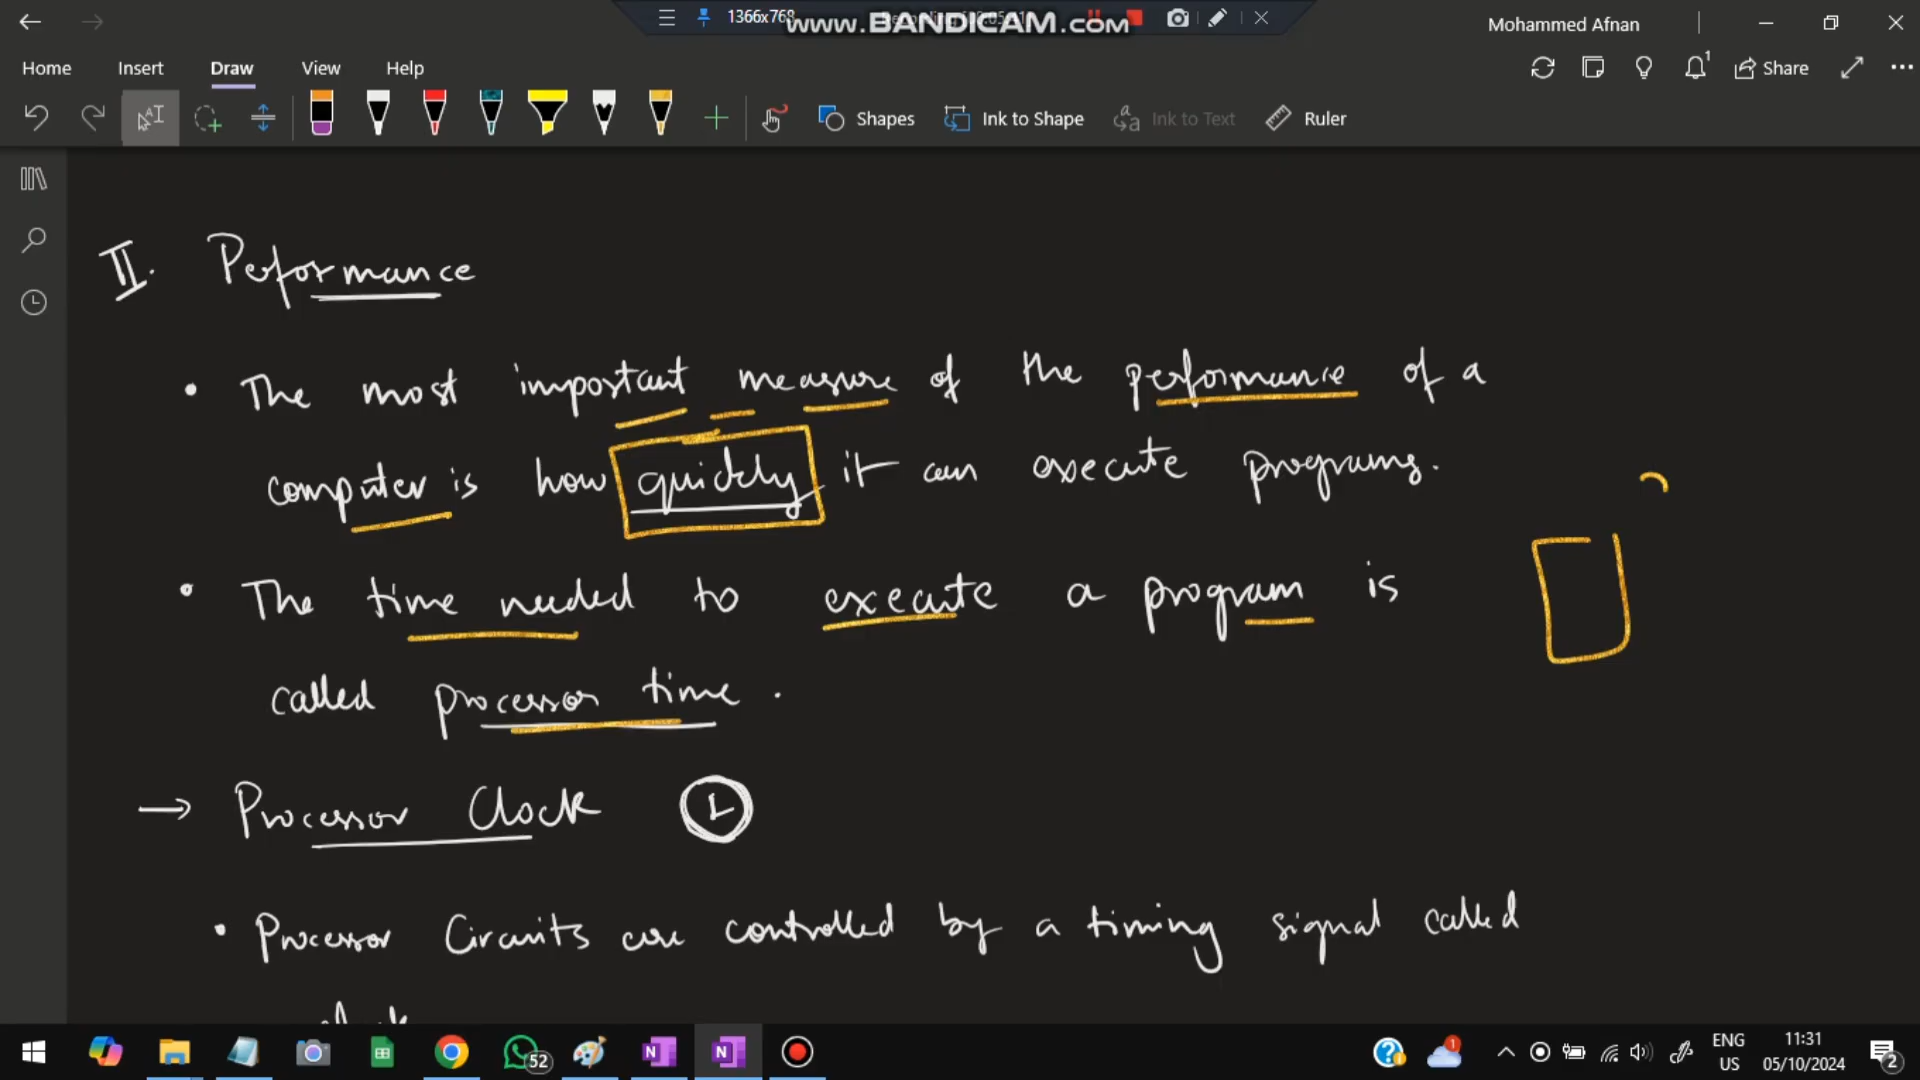 1366x768
www.BANDICAM.com
Mohammed Afnan
Home Insert Draw View Help
Share
Shapes Ink to Shape Ink to Text Ruler
II. Peformance
• The most important measure of the performance of a
computer is how quickly it can execute programs.
• The time needed to execute a program is
called processor time.
→ Processor Clock
• Processor Circuits are controlled by a timing signal called
52
ENG
US
11:31
05/10/2024
2